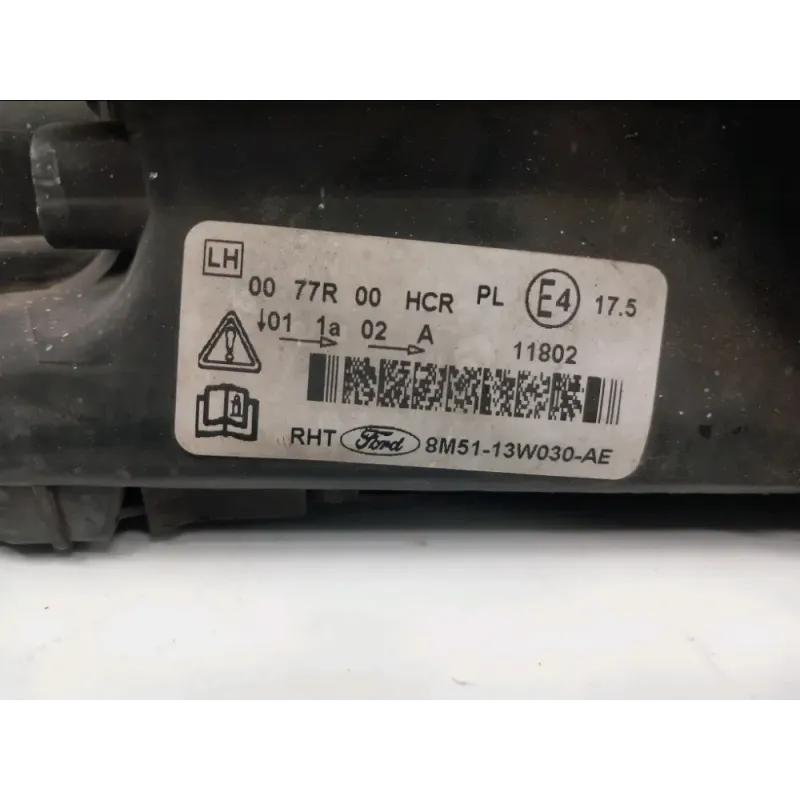 LH
00 77R 00 HCR PL E4 17.5
↓01 1a 02 A 11802
RHT Ford 8M51-13W030-AE